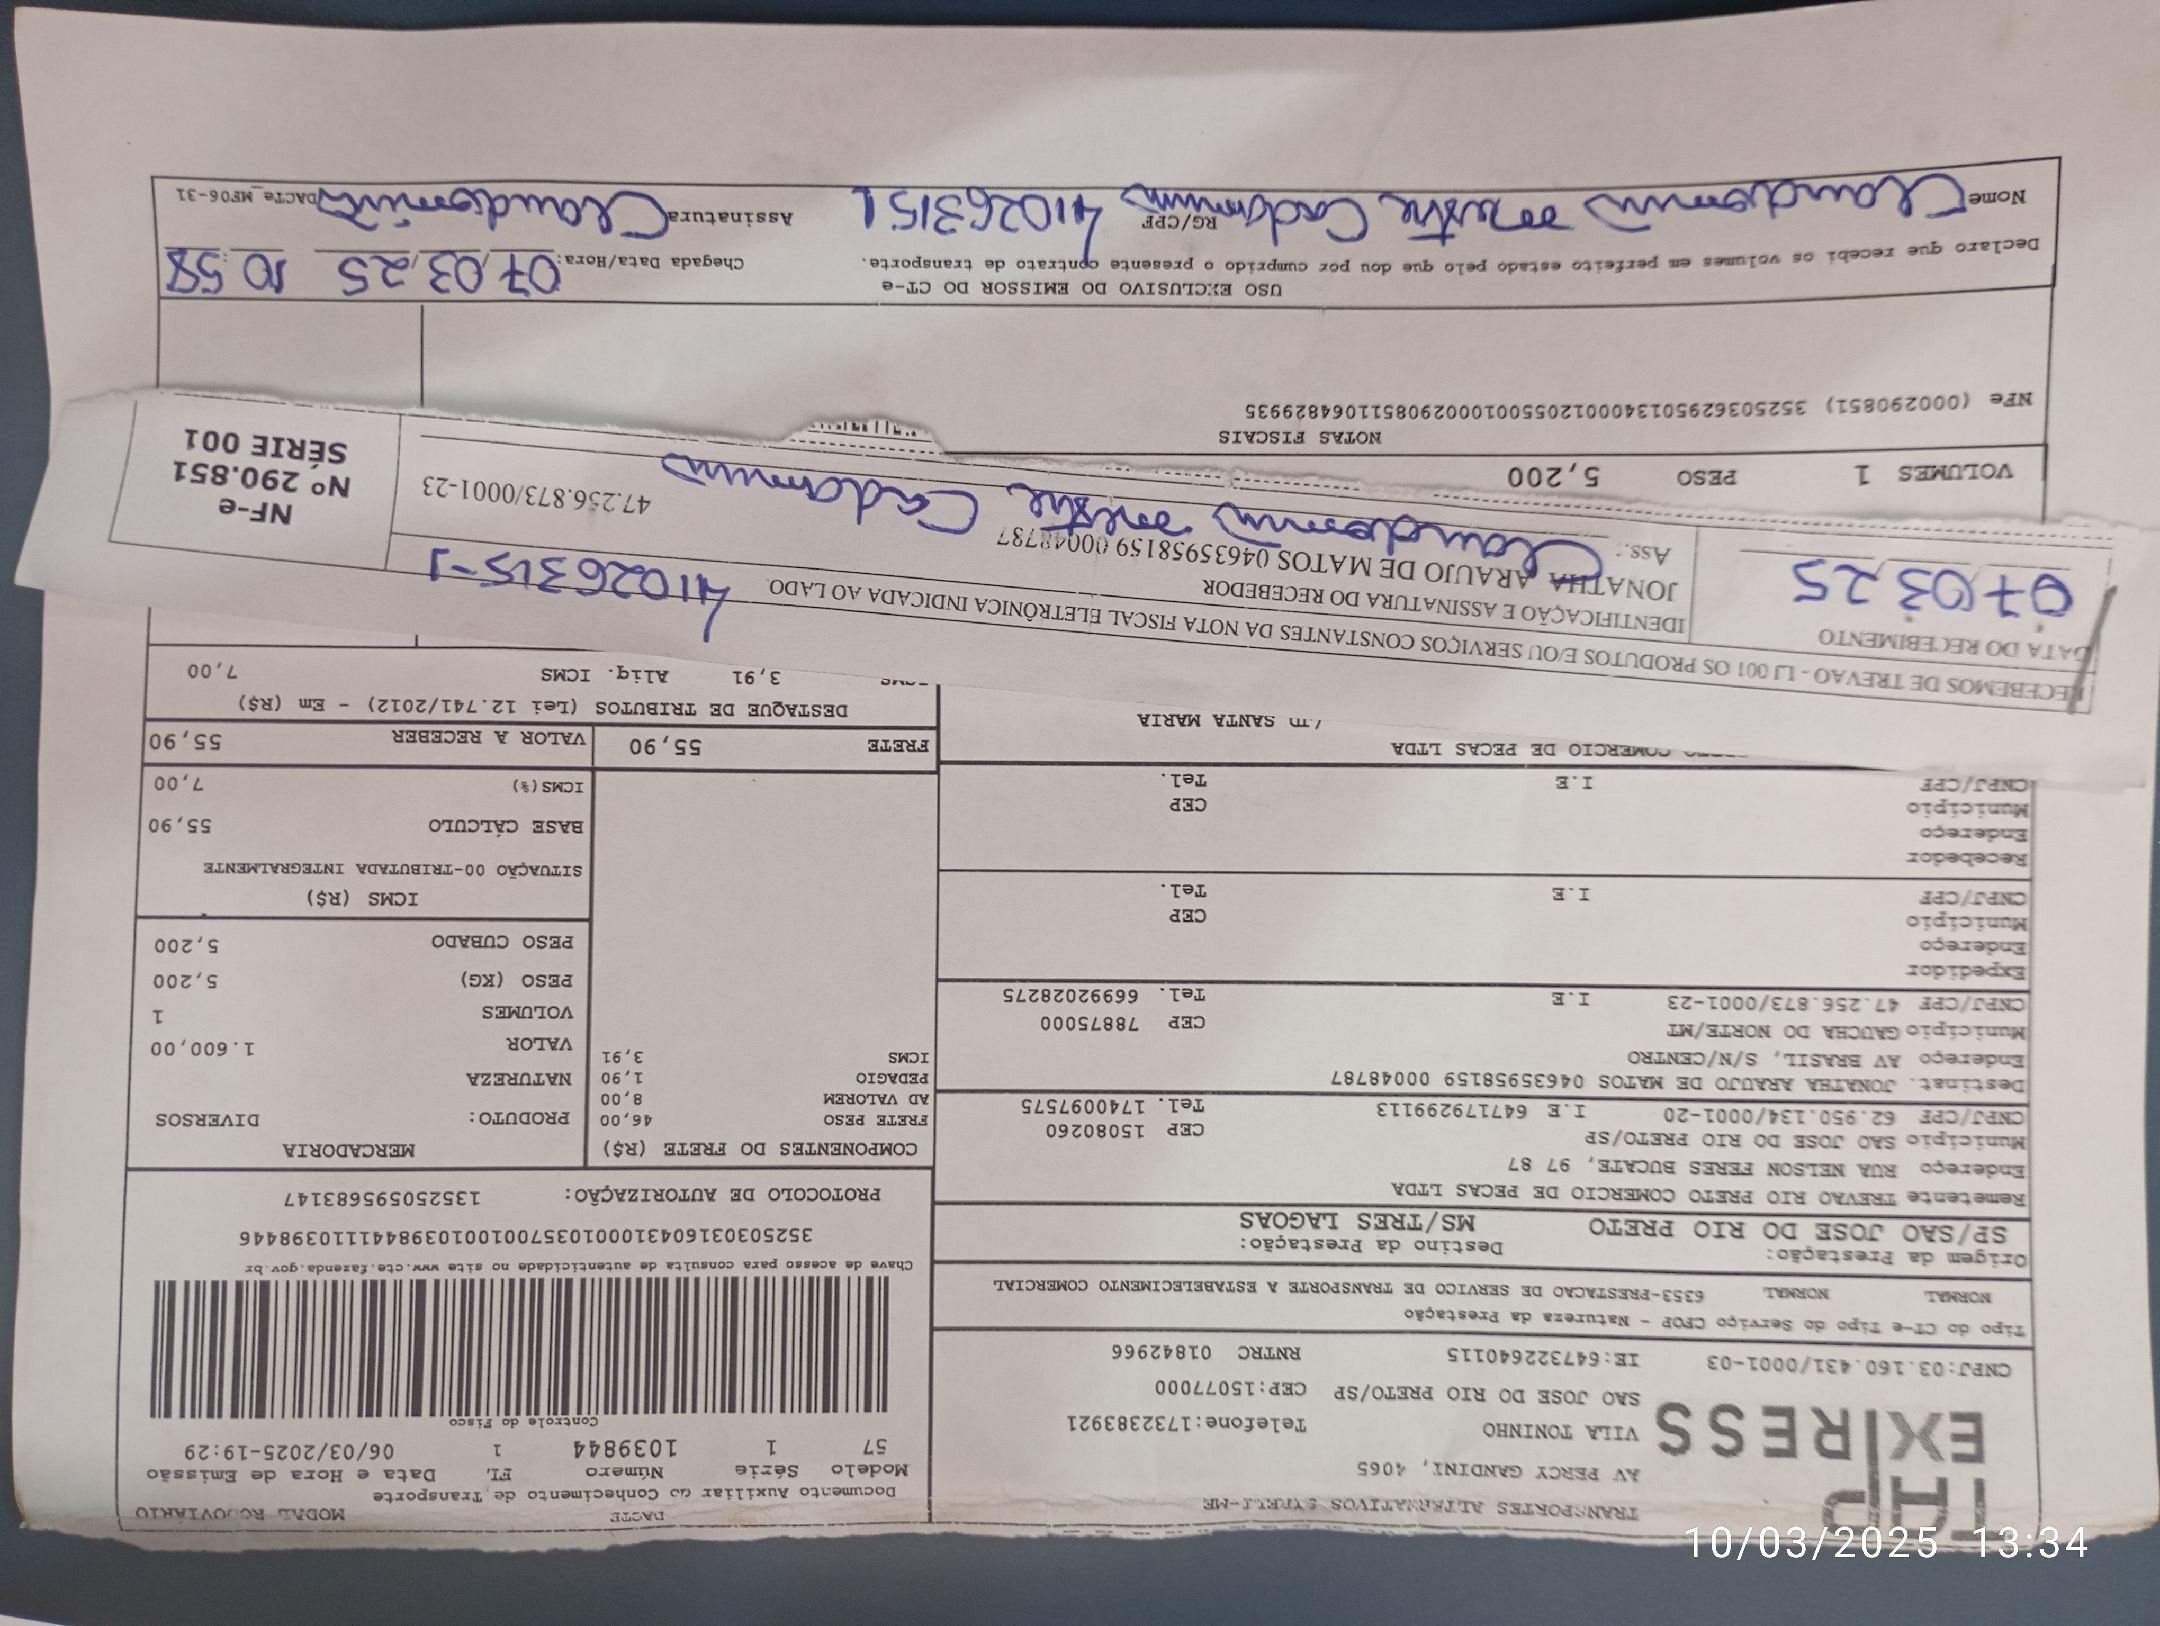 TRANSPORTES ALTERNATIVOS EYRELI-ME
AV PERCY GANDINI, 4065
VILA TONINHO Telefone:1732383921
SAO JOSE DO RIO PRETO/SP CEP:15077000
EXPRESS
CNPJ:03.160.431/0001-03 IE:647322640115 RNTRC 01842966
DACTE MODAL RODOVIÁRIO
Documento Auxiliar do Conhecimento de Transporte
Modelo Série Número FL Data e Hora de Emissão
57 1 1039844 1 06/03/2025-19:29
Controle do Fisco
Chave de acesso para consulta de autenticidade no site www.cte.fazenda.gov.br
352503031604310001035700100103984411110398446
PROTOCOLO DE AUTORIZAÇÃO: 135250595683147
Tipo do CT-e Tipo do Serviço CFOP - Natureza da Prestação
NORMAL NORMAL 6353-PRESTACAO DE SERVICO DE TRANSPORTE A ESTABELECIMENTO COMERCIAL
Origem da Prestação: Destino da Prestação:
SP/SAO JOSE DO RIO PRETO MS/TRES LAGOAS
Remetente TREVAO RIO PRETO COMERCIO DE PECAS LTDA
Endereço RUA NELSON FERES BUCATE, 97 87
Município SAO JOSE DO RIO PRETO/SP CEP 15080260
CNPJ/CPF 62.950.134/0001-20 I.E 647179299113 Tel. 1740097575
Destinat. JONATHA ARAUJO DE MATOS 04635958159 00048787
Endereço AV BRASIL, S/N/CENTRO
Município GAUCHA DO NORTE/MT CEP 78875000
CNPJ/CPF 47.256.873/0001-23 I.E Tel. 66992028275
Expedidor
Endereço
Município CEP
CNPJ/CPF I.E Tel.
Recebedor
Endereço
Município CEP
CNPJ/CPF I.E Tel.
COMERCIO DE PECAS LTDA
SANTA MARIA
COMPONENTES DO FRETE (R$)
FRETE PESO 46,00
AD VALOREM 8,00
PEDAGIO 1,90
ICMS 3,91
MERCADORIA
PRODUTO: DIVERSOS
NATUREZA
VALOR 1.600,00
VOLUMES 1
PESO (KG) 5,200
PESO CUBADO 5,200
ICMS (R$)
SITUAÇÃO 00-TRIBUTADA INTEGRALMENTE
BASE CÁLCULO 55,90
ICMS(%) 7,00
FRETE 55,90 VALOR A RECEBER 55,90
DESTAQUE DE TRIBUTOS (Lei 12.741/2012) - Em (R$)
ICMS 3,91 Aliq. ICMS 7,00
RECEBEMOS DE TREVAO - LJ 001 OS PRODUTOS E/OU SERVIÇOS CONSTANTES DA NOTA FISCAL ELETRÔNICA INDICADA AO LADO
DATA DO RECEBIMENTO
07 03 25
IDENTIFICAÇÃO E ASSINATURA DO RECEBEDOR
41026315-1
JONATHA ARAUJO DE MATOS 04635958159 00048787 47.256.873/0001-23
Ass.:
NF-e
Nº 290.851
SÉRIE 001
VOLUMES 1 PESO 5,200
NOTAS FISCAIS
NFe (000290851) 35250362950134000120550010002908511064829935
USO EXCLUSIVO DO EMISSOR DO CT-e
Declaro que recebi os volumes em perfeito estado pelo que dou por cumprido o presente contrato de transporte. Chegada Data/Hora: 07 03 25 10:58
Nome RG/CPF 41026315 1 Assinatura
DACTe_MF06-31
10/03/2025 13:34